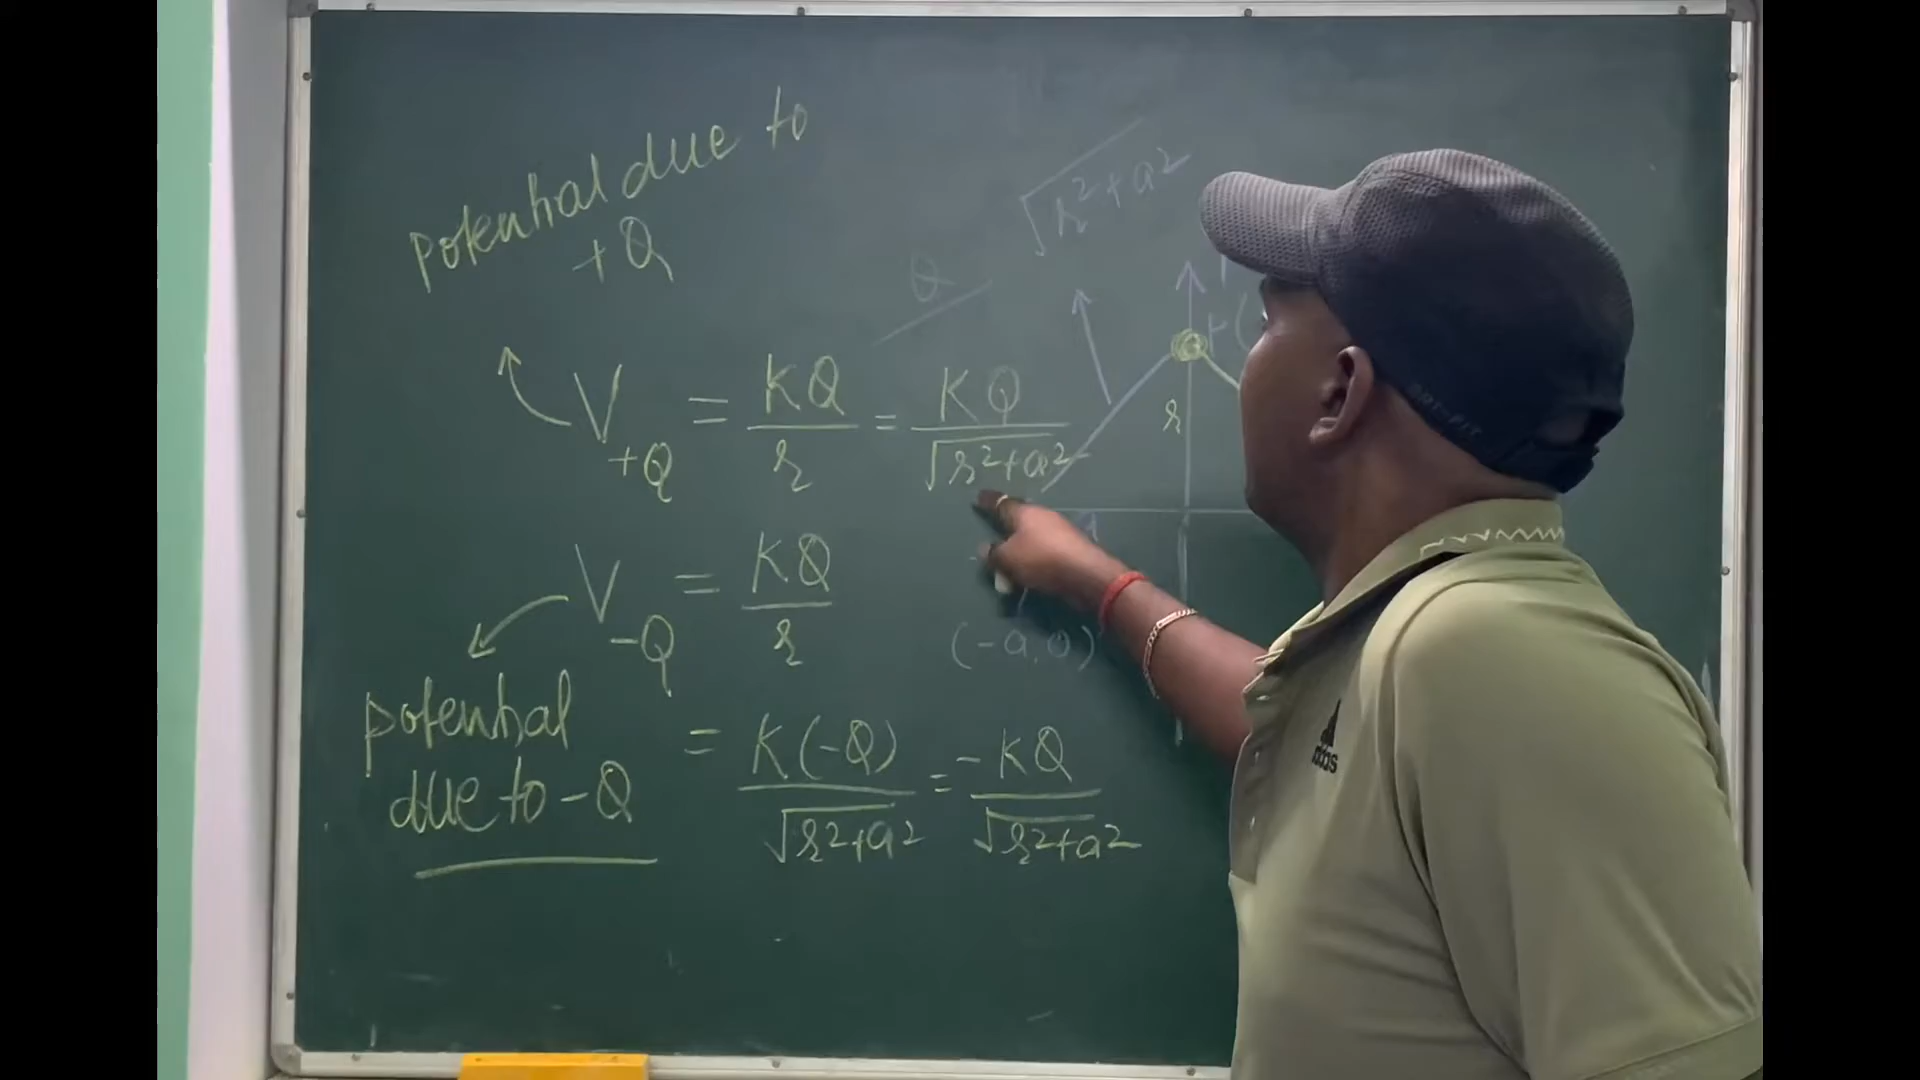 potential due to
+Q
√r²+a²
Q
V+Q = KQ/r = KQ/√r²+a²
r
V-Q = KQ/r
(-a,0)
potential
due to -Q
= K(-Q)/√r²+a² = -KQ/√r²+a²
adidas